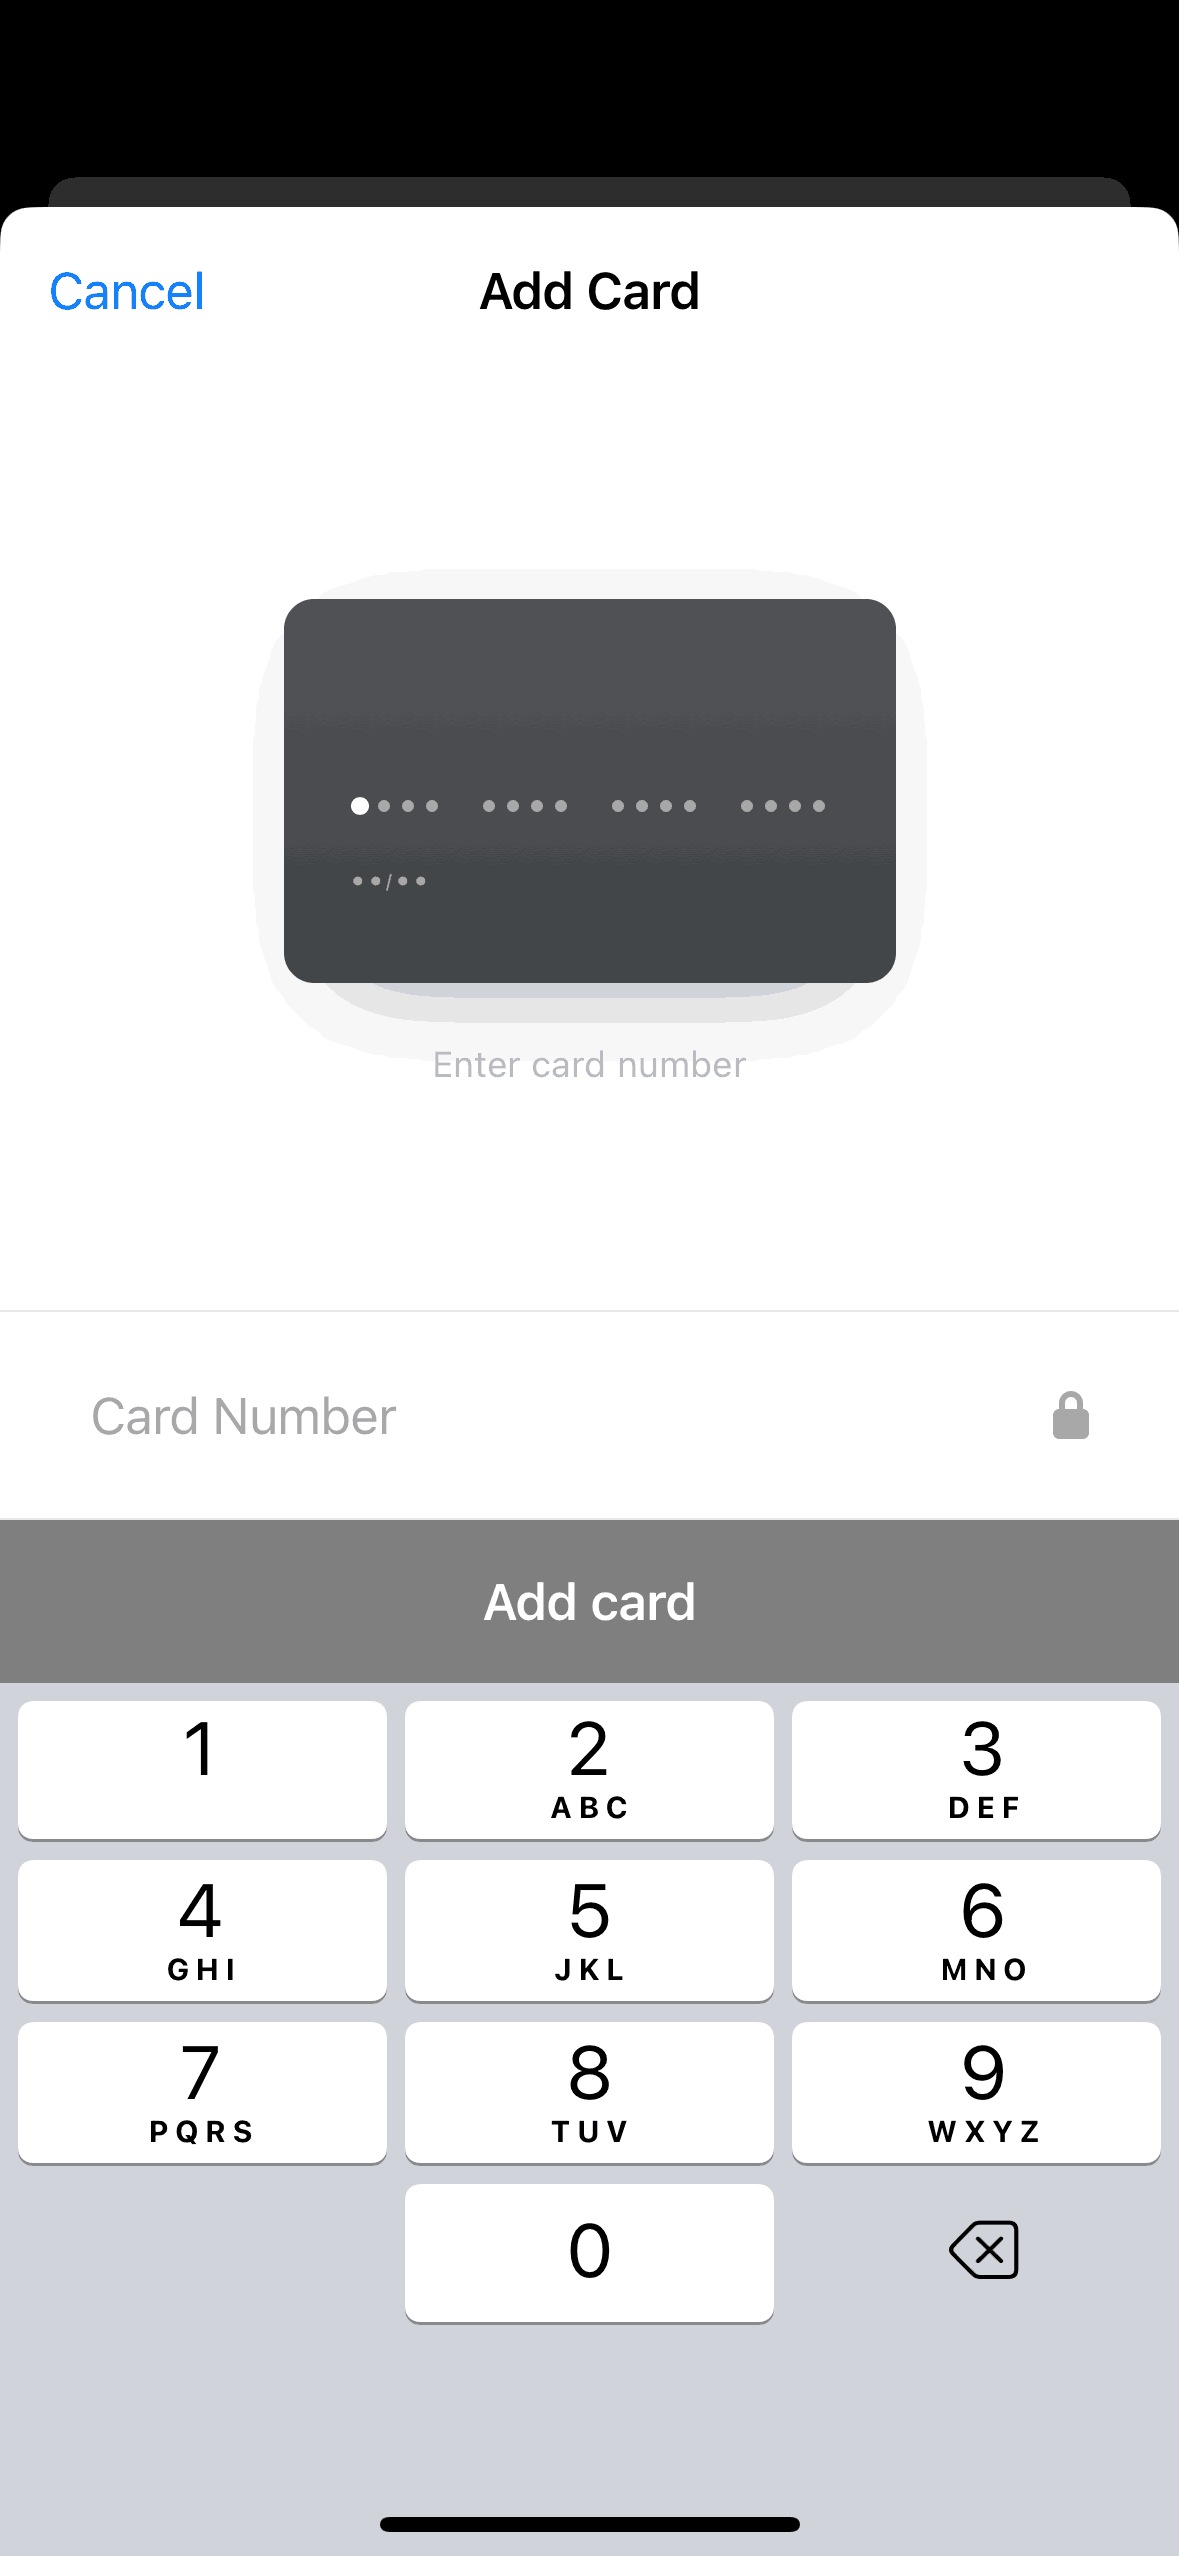 Cancel
Add Card
•••• •••• •••• ••••
••/••
Enter card number
Card Number
Add card
1
2
ABC
3
DEF
4
GHI
5
JKL
6
MNO
7
PQRS
8
TUV
9
WXYZ
0